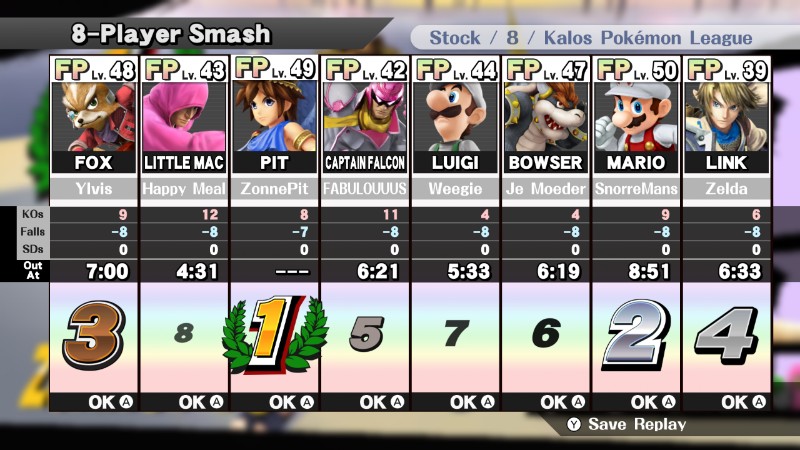 8-Player Smash
Stock / 8 / Kalos Pokémon League
FP Lv. 48 FP Lv. 43 FP Lv. 49 FP Lv. 42 FP Lv. 44 FP Lv. 47 FP Lv. 50 FP Lv. 39
FOX LITTLE MAC PIT CAPTAIN FALCON LUIGI BOWSER MARIO LINK
Ylvis Happy Meal ZonnePit FABULOUUUS Weegie Je Moeder SnorreMans Zelda
KOs 9 12 8 11 4 4 9 6
Falls -8 -8 -7 -8 -8 -8 -8 -8
SDs 0 0 0 0 0 0 0 0
Out At 7:00 4:31 --- 6:21 5:33 6:19 8:51 6:33
3 8 1 5 7 6 2 4
OK A OK A OK A OK A OK A OK A OK A OK A
Y Save Replay